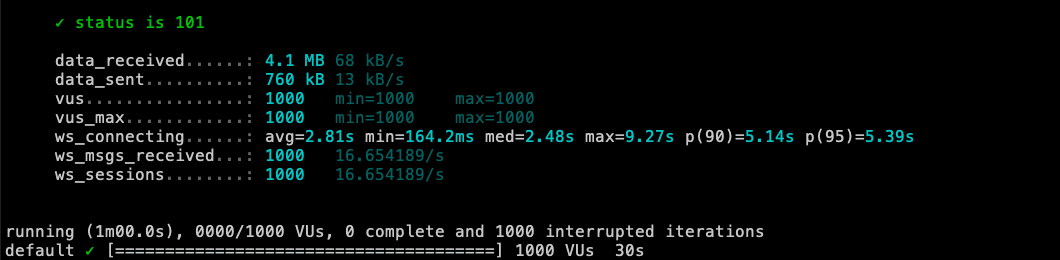 ✓ status is 101
data_received......: 4.1 MB 68 kB/s
data_sent..........: 760 kB 13 kB/s
vus................: 1000   min=1000    max=1000
vus_max............: 1000   min=1000    max=1000
ws_connecting......: avg=2.81s min=164.2ms med=2.48s max=9.27s p(90)=5.14s p(95)=5.39s
ws_msgs_received...: 1000   16.654189/s
ws_sessions........: 1000   16.654189/s
running (1m00.0s), 0000/1000 VUs, 0 complete and 1000 interrupted iterations
default ✓ [======================================] 1000 VUs  30s